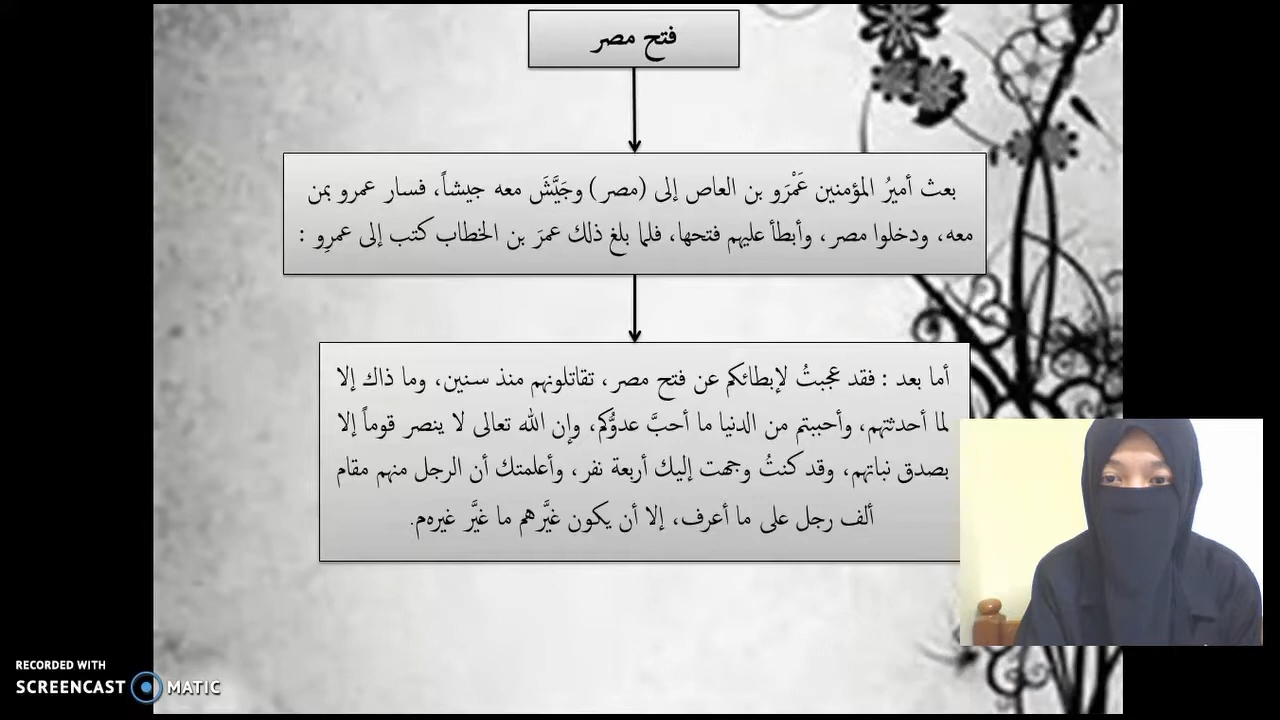 فتح مصر
بعث أميرُ المؤمنين عَمْرَو بن العاص إلى (مصر) وجَيَّشَ معه جيشاً، فسار عمرو بمن
معه، ودخلوا مصر، وأبطأ عليهم فتحها، فلما بلغ ذلك عمرَ بن الخطاب كتب إلى عمرِو :
أما بعد : فقد عجبتُ لإبطائكم عن فتح مصر، تقاتلونهم منذ سنين، وما ذاك إلا
لما أحدثتهم، وأحببتم من الدنيا ما أحبَّ عدوُّكم، وإن الله تعالى لا ينصر قوماً إلا
بصدق نباتهم، وقد كنتُ وجهت إليك أربعة نفر، وأعلمتك أن الرجل منهم مقام
ألف رجل على ما أعرف، إلا أن يكون غيَّرهم ما غيَّر غيرهم.
RECORDED WITH
SCREENCAST MATIC